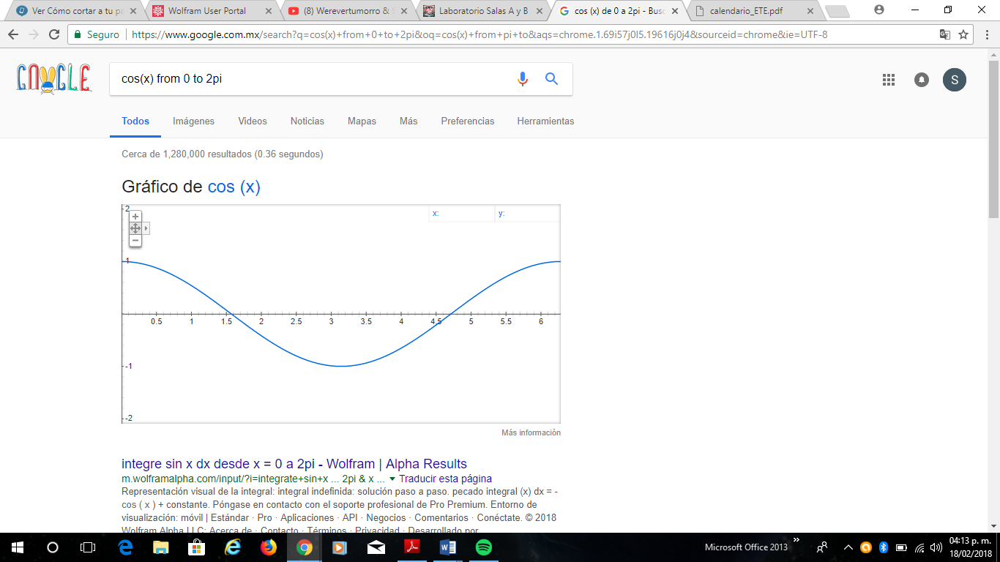 Ver Cómo cortar a tu pa
Wolfram User Portal
(8) Werevertumorro &
Laboratorio Salas A y B
cos (x) de 0 a 2pi - Bus
calendario_ETE.pdf
Seguro
https://www.google.com.mx/search?q=cos(x)+from+0+to+2pi&oq=cos(x)+from+pi+to&aqs=chrome.1.69i57j0l5.19616j0j4&sourceid=chrome&ie=UTF-8
cos(x) from 0 to 2pi
S
Todos Imágenes Videos Noticias Mapas Más Preferencias Herramientas
Cerca de 1,280,000 resultados (0.36 segundos)
Gráfico de cos (x)
x: y:
2
1
0.5 1 1.5 2 2.5 3 3.5 4 4.5 5 5.5 6
-1
-2
Más información
integre sin x dx desde x = 0 a 2pi - Wolfram | Alpha Results
m.wolframalpha.com/input/?i=integrate+sin+x ... 2pi & x ... Traducir esta página
Representación visual de la integral: integral indefinida: solución paso a paso. pecado integral (x) dx = -
cos ( x ) + constante. Póngase en contacto con el soporte profesional de Pro Premium. Entorno de
visualización: móvil | Estándar · Pro · Aplicaciones · API · Negocios · Comentarios · Conéctate. © 2018
Wolfram Alpha LLC; Acerca de · Contacto · Términos · Privacidad · Desarrollado por
Microsoft Office 2013
04:13 p. m.
18/02/2018